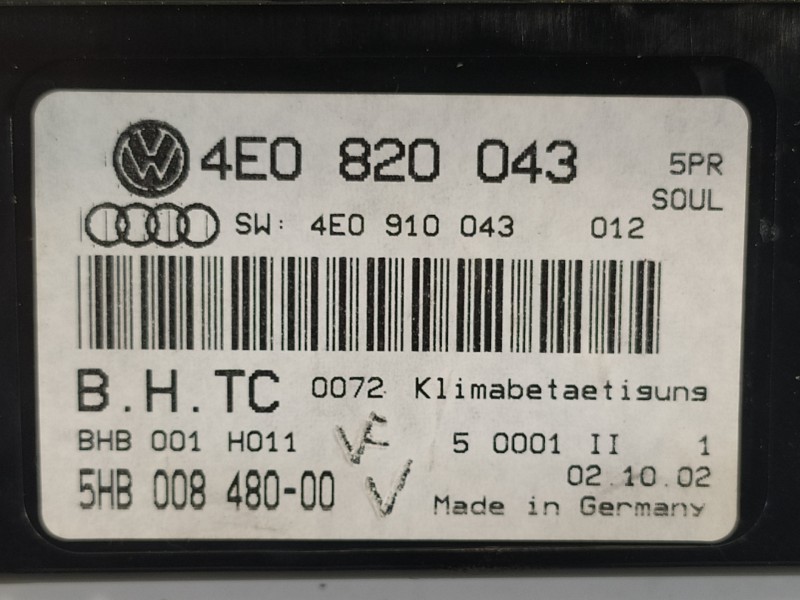 4E0 820 043 5PR
SOUL
SW: 4E0 910 043 012
B.H.TC 0072 Klimabetaetigung
BHB 001 H011 VF 5 0001 II 1
02.10.02
5HB 008 480-00 V Made in Germany